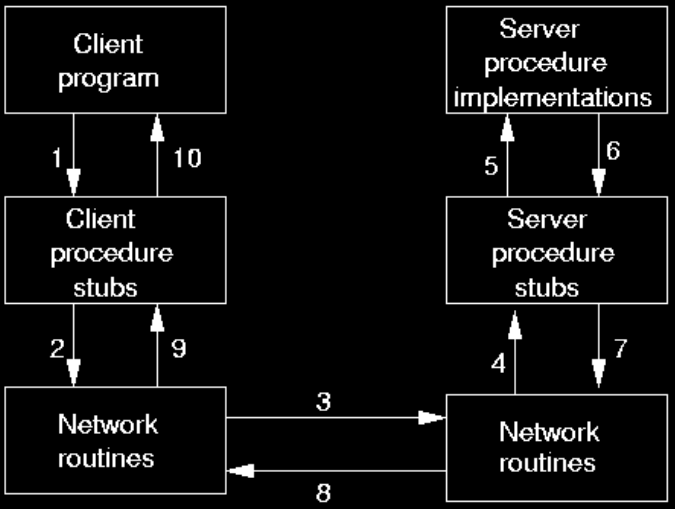 Client
program
Server
procedure
implementations
1
10
5
6
Client
procedure
stubs
Server
procedure
stubs
2
9
4
7
Network
routines
3
8
Network
routines